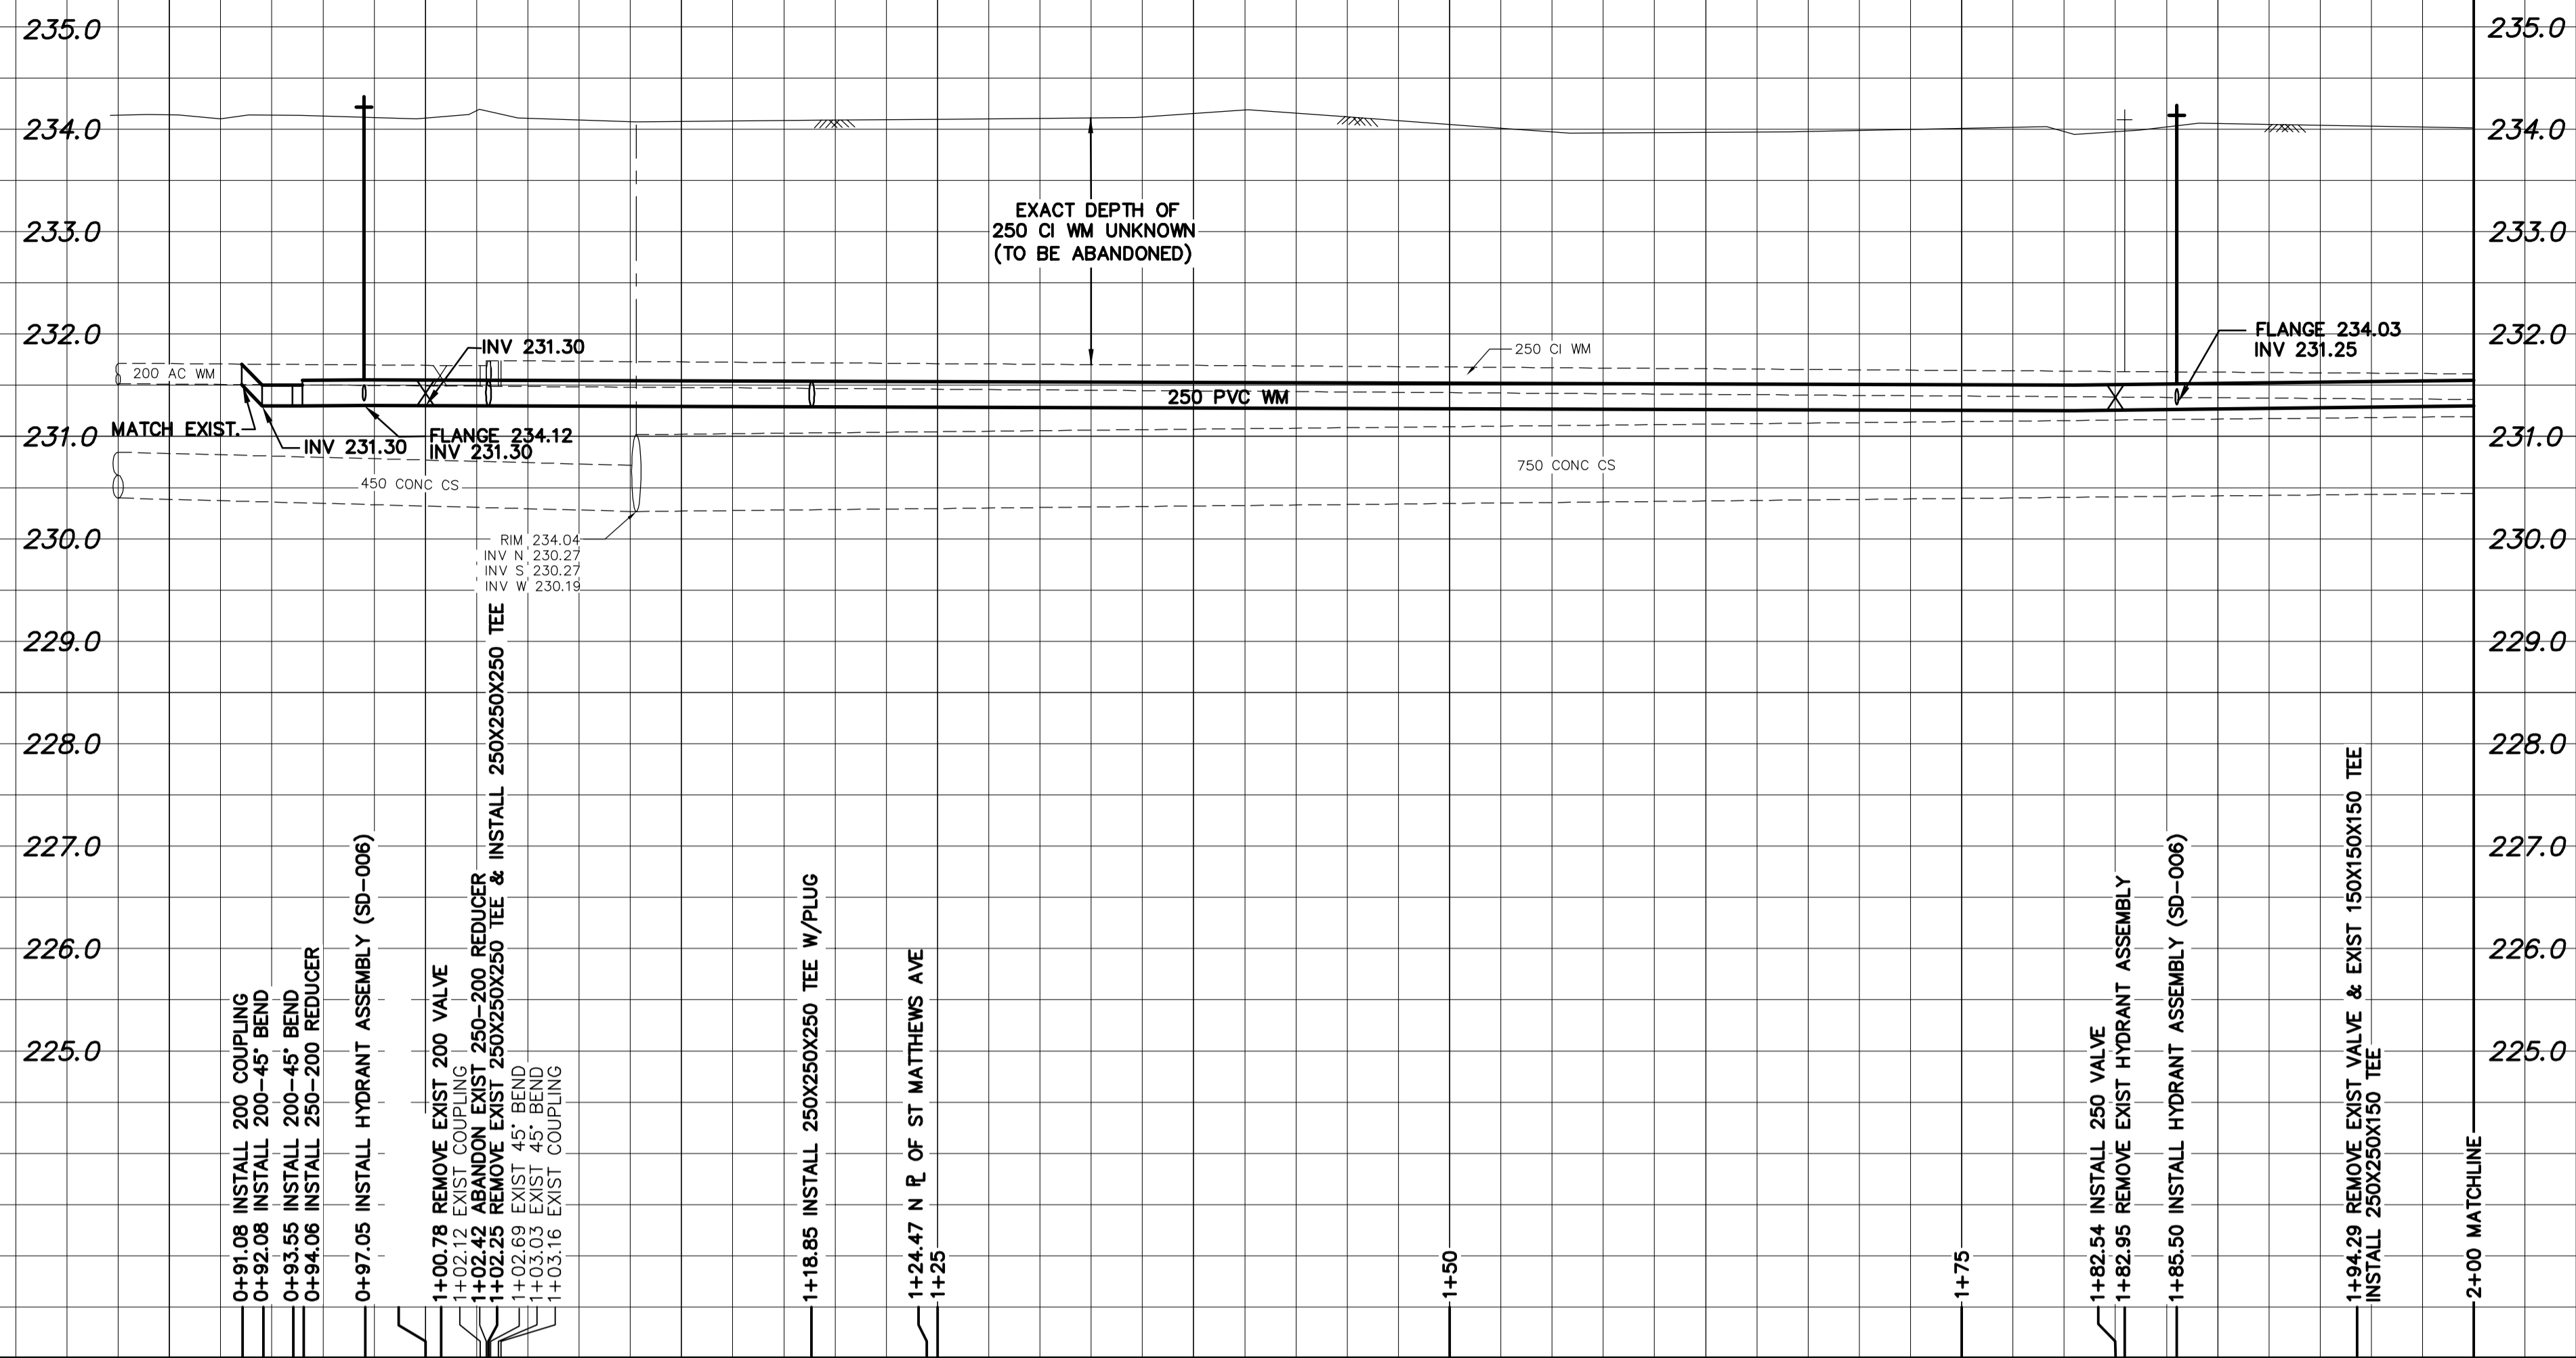 235.0
235.0
234.0
234.0
EXACT DEPTH OF
250 CI WM UNKNOWN
(TO BE ABANDONED)
233.0
233.0
232.0
232.0
FLANGE 234.03
INV 231.25
INV 231.30
250 CI WM
200 AC WM
250 PVC WM
MATCH EXIST.
231.0
231.0
INV 231.30
FLANGE 234.12
INV 231.30
450 CONC CS
750 CONC CS
230.0
230.0
RIM 234.04
INV N 230.27
INV S 230.27
INV W 230.19
229.0
229.0
228.0
228.0
227.0
227.0
226.0
226.0
225.0
225.0
0+91.08 INSTALL 200 COUPLING
0+92.08 INSTALL 200-45° BEND
0+93.55 INSTALL 200-45° BEND
0+94.06 INSTALL 250-200 REDUCER
0+97.05 INSTALL HYDRANT ASSEMBLY (SD-006)
1+00.78 REMOVE EXIST 200 VALVE
1+02.12 EXIST COUPLING
1+02.42 ABANDON EXIST 250-200 REDUCER
1+02.25 REMOVE EXIST 250X250X250X250 TEE & INSTALL 250X250X250 TEE
1+02.69 EXIST 45° BEND
1+03.03 EXIST 45° BEND
1+03.16 EXIST COUPLING
1+18.85 INSTALL 250X250X250 TEE W/PLUG
1+24.47 N PL OF ST MATTHEWS AVE
1+25
1+50
1+75
1+82.54 INSTALL 250 VALVE
1+82.95 REMOVE EXIST HYDRANT ASSEMBLY
1+85.50 INSTALL HYDRANT ASSEMBLY (SD-006)
1+94.29 REMOVE EXIST VALVE & EXIST 150X150X150X150 TEE
INSTALL 250X250X150 TEE
2+00 MATCHLINE